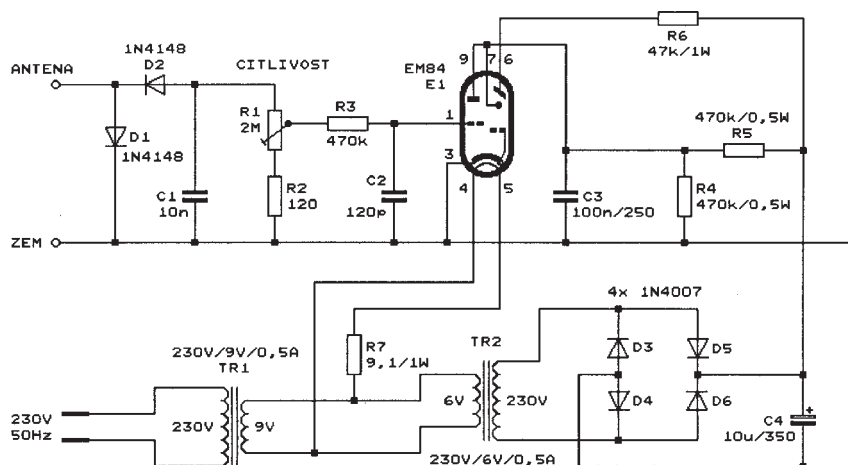 1N4148
D2
CITLIVOST
ANTENA
D1
1N4148
R1
2M
R3
470k
R2
120
C1
10n
C2
120p
ZEM
EM84
E1
9
7
6
1
3
4
5
R6
47k/1W
470k/0,5W
R5
R4
470k/0,5W
C3
100n/250
4x 1N4007
R7
9,1/1W
TR2
D3
D5
D4
D6
230V/9V/0,5A
TR1
6V
230V
230V
50Hz
230V
9V
C4
+
10u/350
230V/6V/0,5A